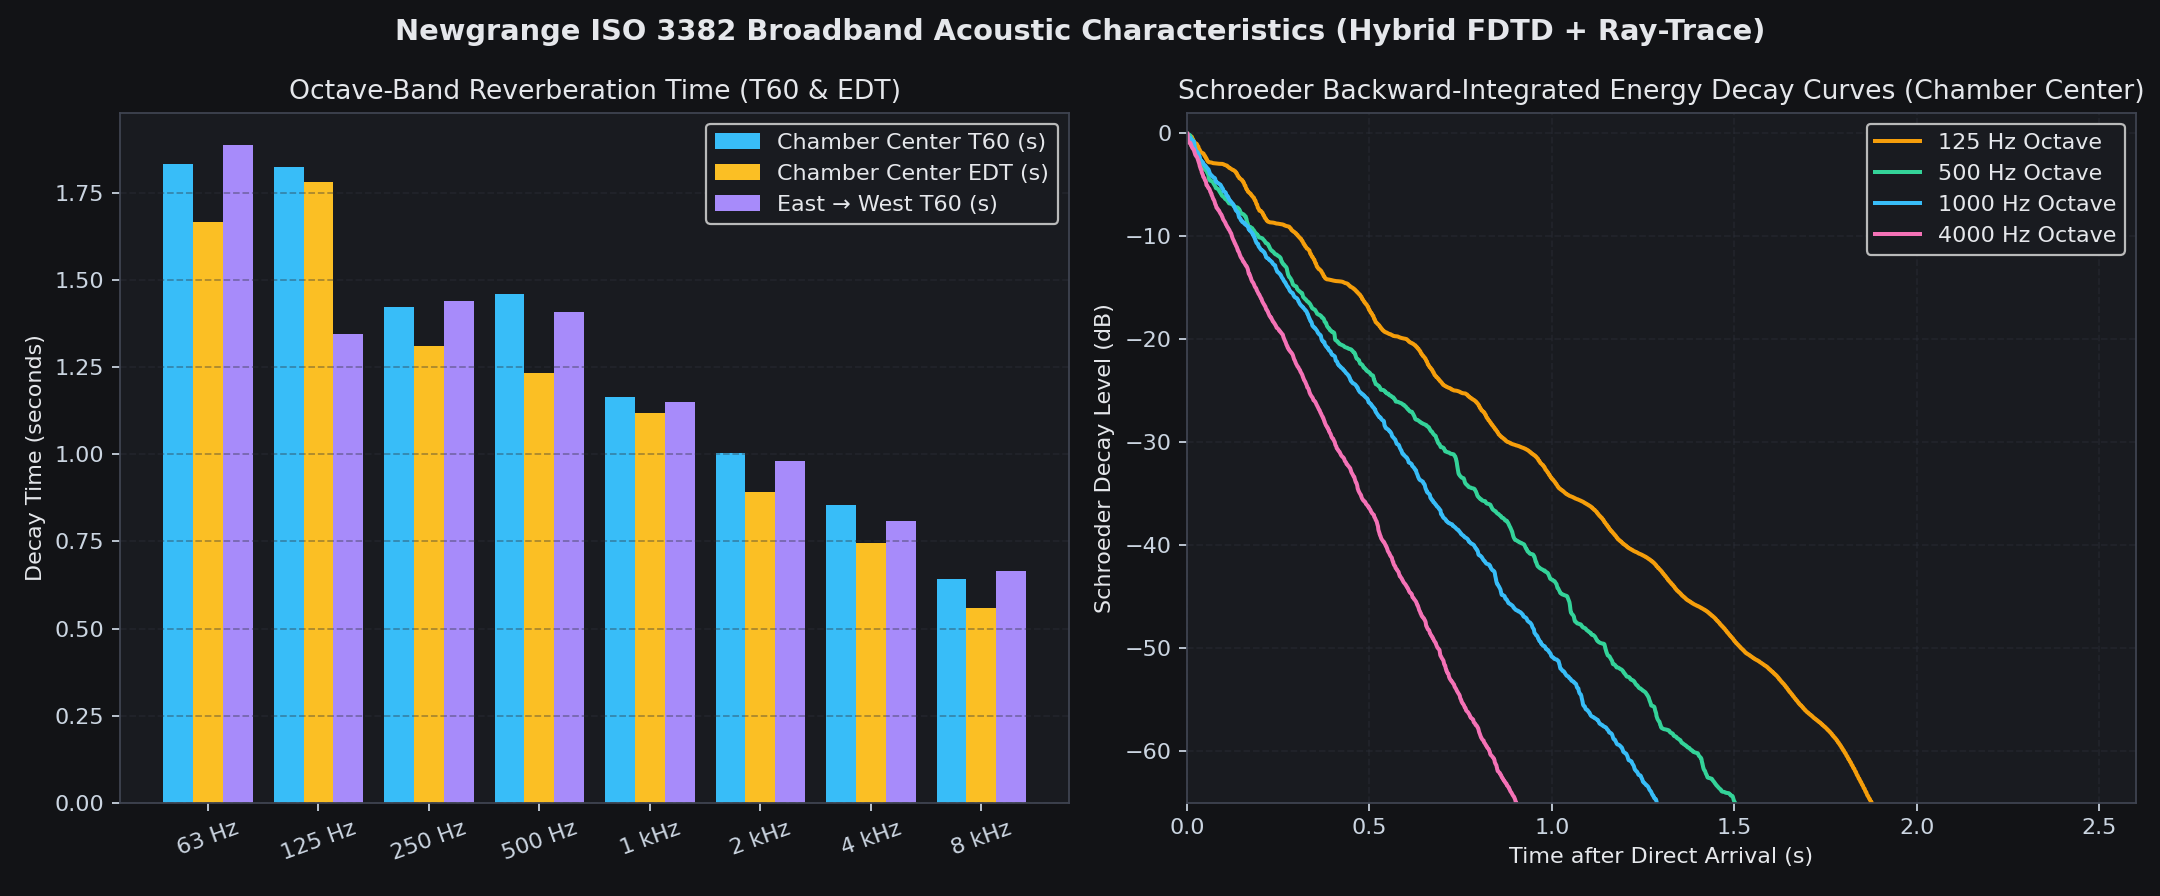 Newgrange ISO 3382 Broadband Acoustic Characteristics (Hybrid FDTD + Ray-Trace)
Octave-Band Reverberation Time (T60 & EDT)
Decay Time (seconds)
1.75
1.50
1.25
1.00
0.75
0.50
0.25
0.00
Chamber Center T60 (s)
Chamber Center EDT (s)
East → West T60 (s)
63 Hz
125 Hz
250 Hz
500 Hz
1 kHz
2 kHz
4 kHz
8 kHz
Schroeder Backward-Integrated Energy Decay Curves (Chamber Center)
Schroeder Decay Level (dB)
0
−10
−20
−30
−40
−50
−60
125 Hz Octave
500 Hz Octave
1000 Hz Octave
4000 Hz Octave
0.0
0.5
1.0
1.5
2.0
2.5
Time after Direct Arrival (s)